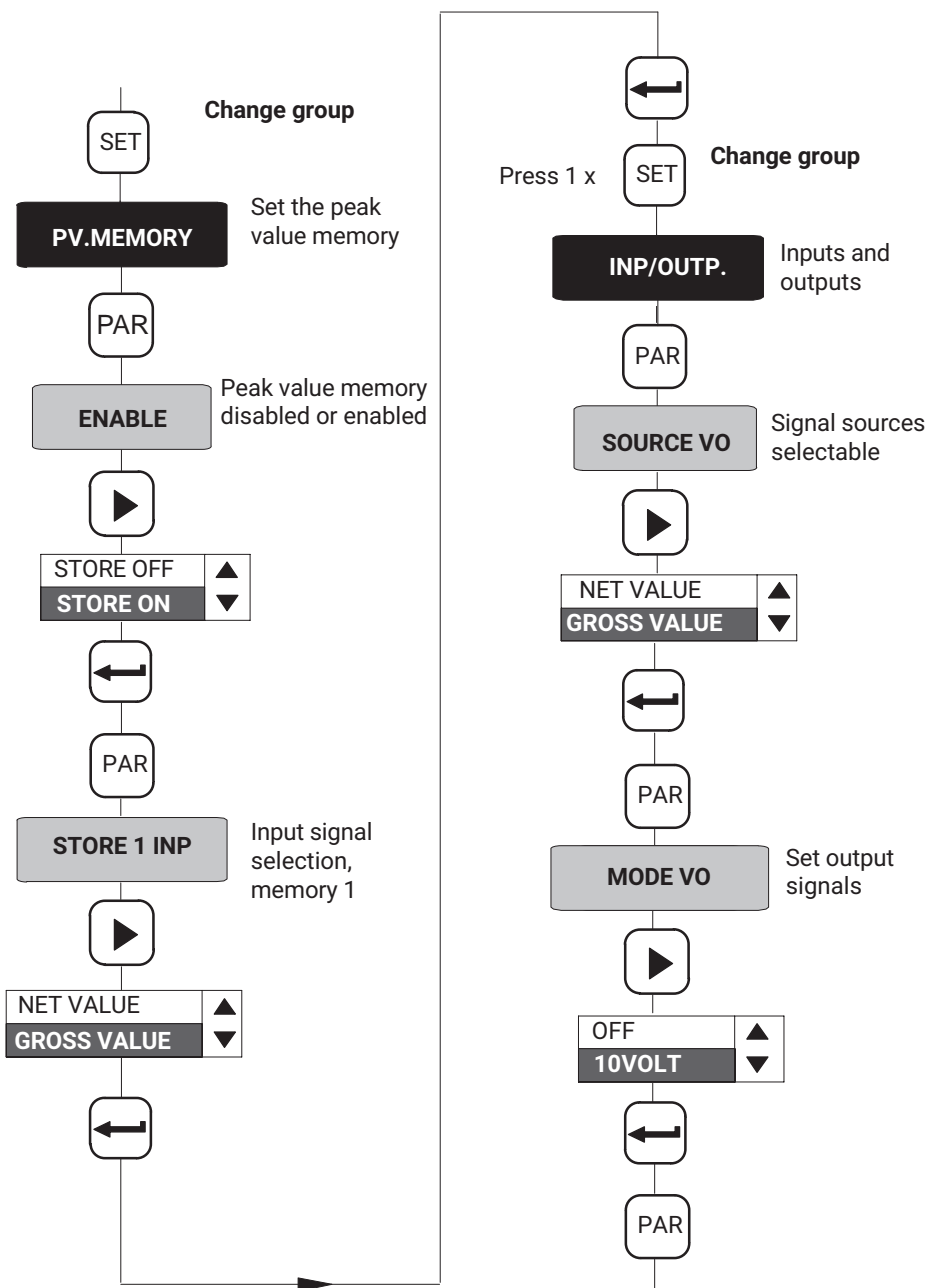 Change group
SET
PV.MEMORY
Set the peak
value memory
PAR
ENABLE
Peak value memory
disabled or enabled
STORE OFF
STORE ON
PAR
STORE 1 INP
Input signal
selection,
memory 1
NET VALUE
GROSS VALUE
Press 1 x
SET
Change group
INP/OUTP.
Inputs and
outputs
PAR
SOURCE VO
Signal sources
selectable
NET VALUE
GROSS VALUE
PAR
MODE VO
Set output
signals
OFF
10VOLT
PAR